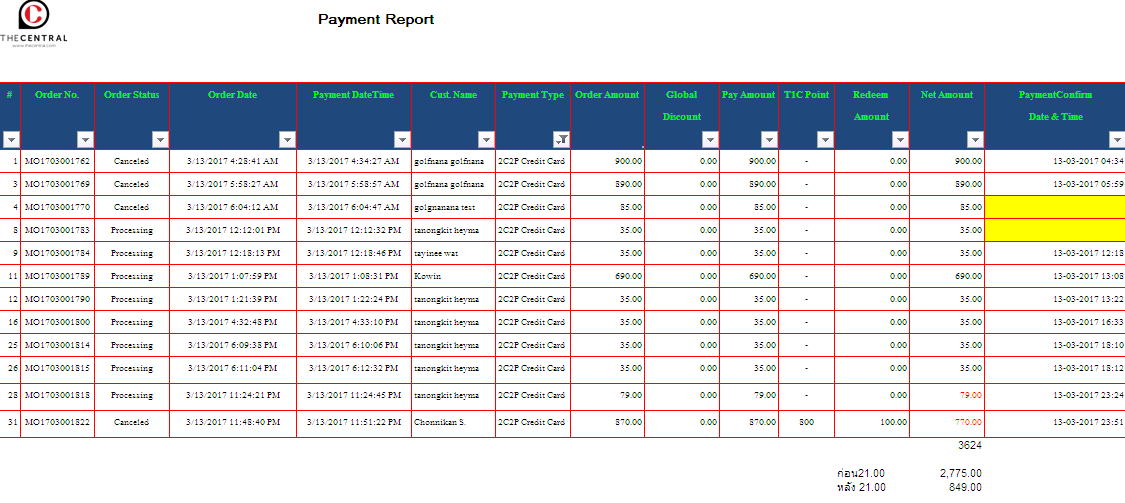 C
THECENTRAL
www.thecentral.com
Payment Report
# Order No. Order Status Order Date Payment DateTime Cust. Name Payment Type Order Amount Global Discount Pay Amount T1C Point Redeem Amount Net Amount PaymentConfirm Date & Time
1 MO1703001762 Canceled 3/13/2017 4:28:41 AM 3/13/2017 4:34:27 AM golfnana golfnana 2C2P Credit Card 900.00 0.00 900.00 - 0.00 900.00 13-03-2017 04:34
3 MO1703001769 Canceled 3/13/2017 5:58:27 AM 3/13/2017 5:58:57 AM golfnana golfnana 2C2P Credit Card 890.00 0.00 890.00 - 0.00 890.00 13-03-2017 05:59
4 MO1703001770 Canceled 3/13/2017 6:04:12 AM 3/13/2017 6:04:47 AM golgnanana test 2C2P Credit Card 85.00 0.00 85.00 - 0.00 85.00
8 MO1703001783 Processing 3/13/2017 12:12:01 PM 3/13/2017 12:12:32 PM tanongkit heyma 2C2P Credit Card 35.00 0.00 35.00 - 0.00 35.00
9 MO1703001784 Processing 3/13/2017 12:18:13 PM 3/13/2017 12:18:46 PM tayinee wat 2C2P Credit Card 35.00 0.00 35.00 - 0.00 35.00 13-03-2017 12:18
11 MO1703001789 Processing 3/13/2017 1:07:59 PM 3/13/2017 1:08:31 PM Kowin 2C2P Credit Card 690.00 0.00 690.00 - 0.00 690.00 13-03-2017 13:08
12 MO1703001790 Processing 3/13/2017 1:21:39 PM 3/13/2017 1:22:24 PM tanongkit heyma 2C2P Credit Card 35.00 0.00 35.00 - 0.00 35.00 13-03-2017 13:22
16 MO1703001800 Processing 3/13/2017 4:32:48 PM 3/13/2017 4:33:10 PM tanongkit heyma 2C2P Credit Card 35.00 0.00 35.00 - 0.00 35.00 13-03-2017 16:33
25 MO1703001814 Processing 3/13/2017 6:09:38 PM 3/13/2017 6:10:06 PM tanongkit heyma 2C2P Credit Card 35.00 0.00 35.00 - 0.00 35.00 13-03-2017 18:10
26 MO1703001815 Processing 3/13/2017 6:11:04 PM 3/13/2017 6:12:32 PM tanongkit heyma 2C2P Credit Card 35.00 0.00 35.00 - 0.00 35.00 13-03-2017 18:12
28 MO1703001818 Processing 3/13/2017 11:24:21 PM 3/13/2017 11:24:45 PM tanongkit heyma 2C2P Credit Card 79.00 0.00 79.00 - 0.00 79.00 13-03-2017 23:24
31 MO1703001822 Canceled 3/13/2017 11:48:40 PM 3/13/2017 11:51:22 PM Chonnikan S. 2C2P Credit Card 870.00 0.00 870.00 800 100.00 770.00 13-03-2017 23:51
3624
ก่อน21.00 2,775.00
หลัง 21.00 849.00